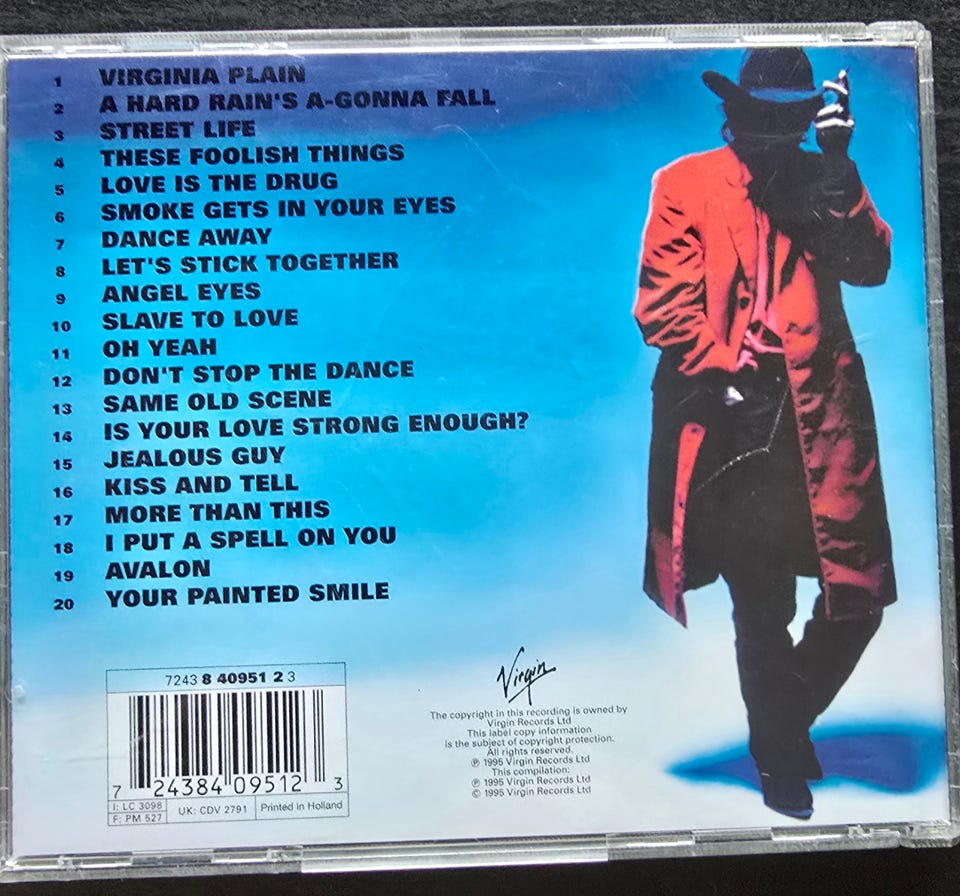 1 VIRGINIA PLAIN
2 A HARD RAIN'S A-GONNA FALL
3 STREET LIFE
4 THESE FOOLISH THINGS
5 LOVE IS THE DRUG
6 SMOKE GETS IN YOUR EYES
7 DANCE AWAY
8 LET'S STICK TOGETHER
9 ANGEL EYES
10 SLAVE TO LOVE
11 OH YEAH
12 DON'T STOP THE DANCE
13 SAME OLD SCENE
14 IS YOUR LOVE STRONG ENOUGH?
15 JEALOUS GUY
16 KISS AND TELL
17 MORE THAN THIS
18 I PUT A SPELL ON YOU
19 AVALON
20 YOUR PAINTED SMILE
7243 8 40951 2 3
7 24384 09512 3
I: LC 3098
F: PM 527
UK: CDV 2791
Printed in Holland
Virgin
The copyright in this recording is owned by
Virgin Records Ltd
This label copy information
is the subject of copyright protection.
All rights reserved.
℗ 1995 Virgin Records Ltd
This compilation:
℗ 1995 Virgin Records Ltd
© 1995 Virgin Records Ltd